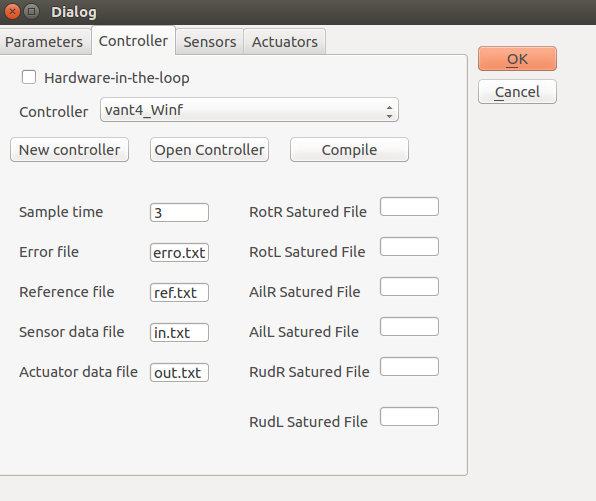 Dialog
Parameters Controller Sensors Actuators
OK
Cancel
Hardware-in-the-loop
Controller vant4_Winf
New controller Open Controller Compile
Sample time 3 RotR Satured File
Error file erro.txt RotL Satured File
Reference file ref.txt AilR Satured File
Sensor data file in.txt AilL Satured File
Actuator data file out.txt RudR Satured File
RudL Satured File